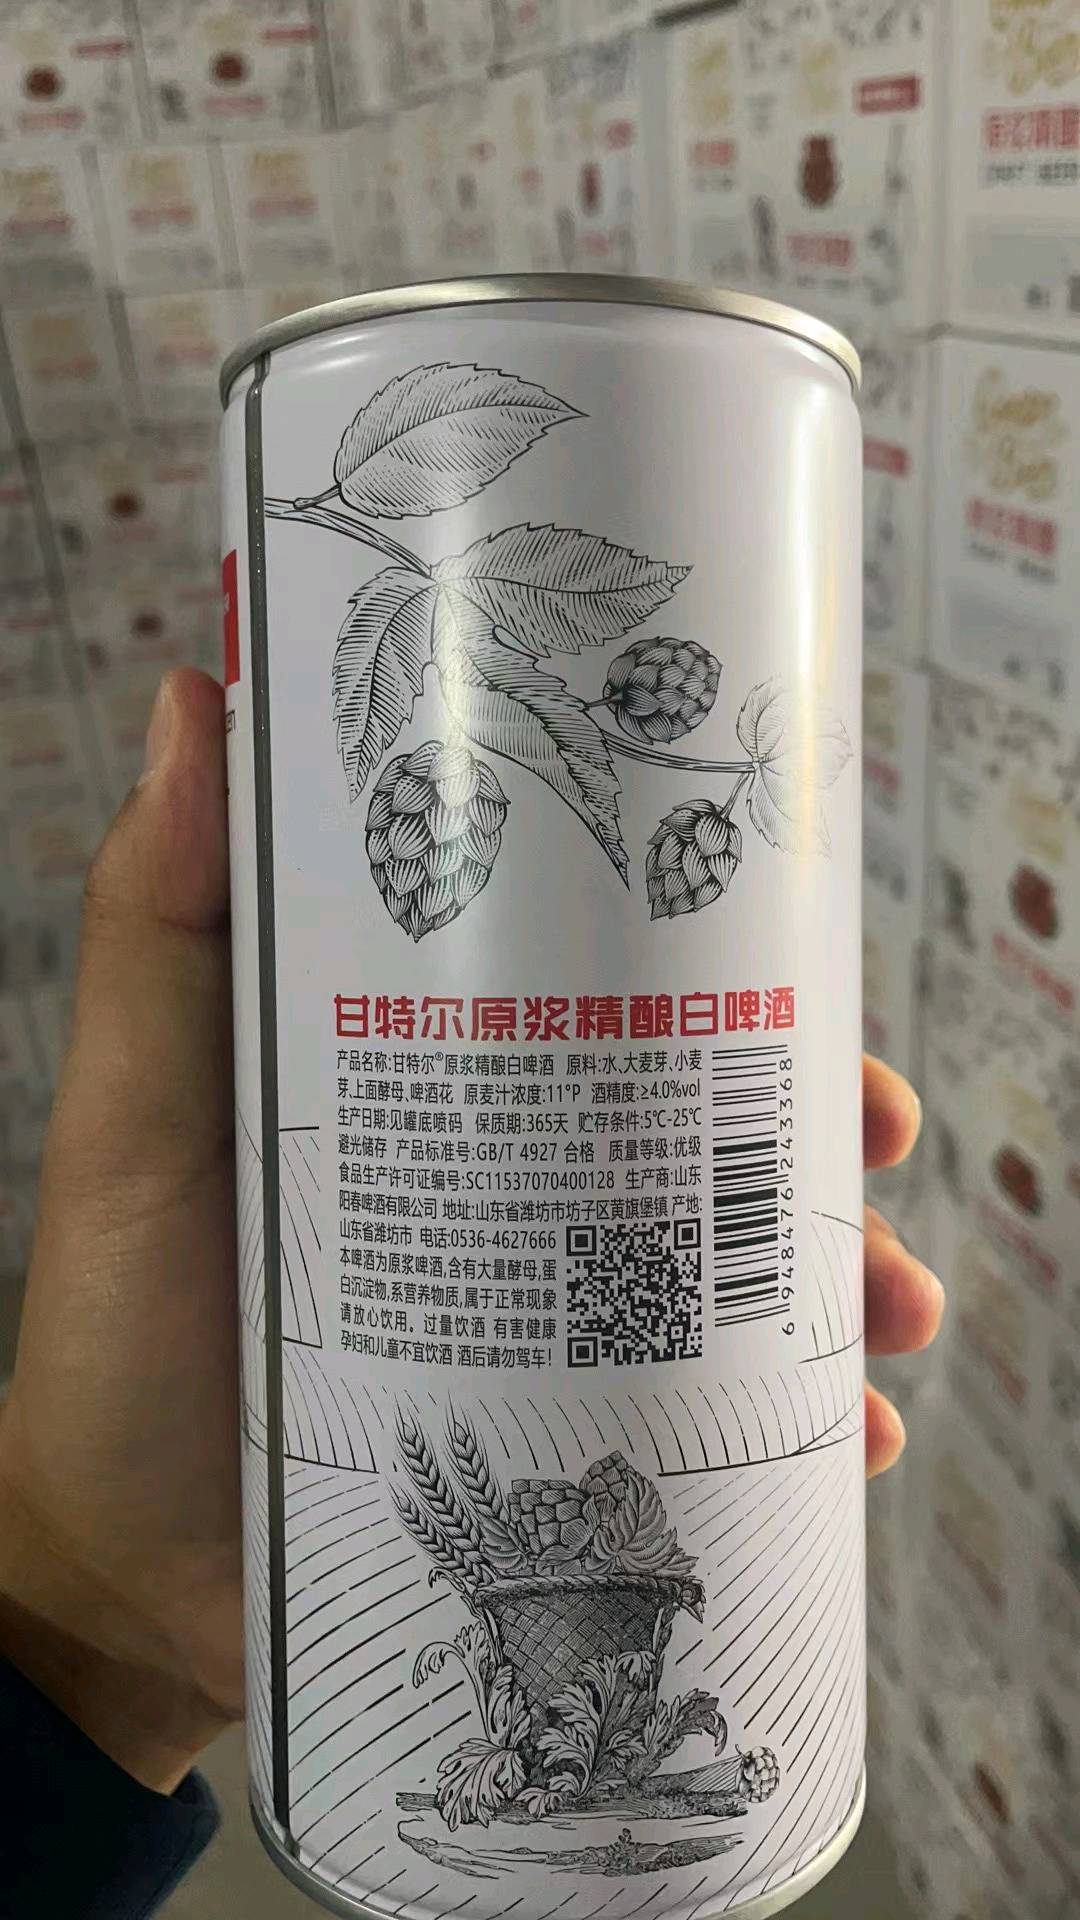 甘特尔原浆精酿白啤酒
产品名称:甘特尔®原浆精酿白啤酒 原料:水、大麦芽、小麦
芽、上面酵母、啤酒花 原麦汁浓度:11°P 酒精度:≥4.0%vol
生产日期:见罐底喷码 保质期:365天 贮存条件:5℃-25℃
避光储存 产品标准号:GB/T 4927 合格 质量等级:优级
食品生产许可证编号:SC11537070400128 生产商:山东
阳春啤酒有限公司 地址:山东省潍坊市坊子区黄旗堡镇 产地:
山东省潍坊市 电话:0536-4627666
本啤酒为原浆啤酒,含有大量酵母,蛋
白沉淀物,系营养物质,属于正常现象
请放心饮用。过量饮酒 有害健康
孕妇和儿童不宜饮酒 酒后请勿驾车!
6 948476 243368